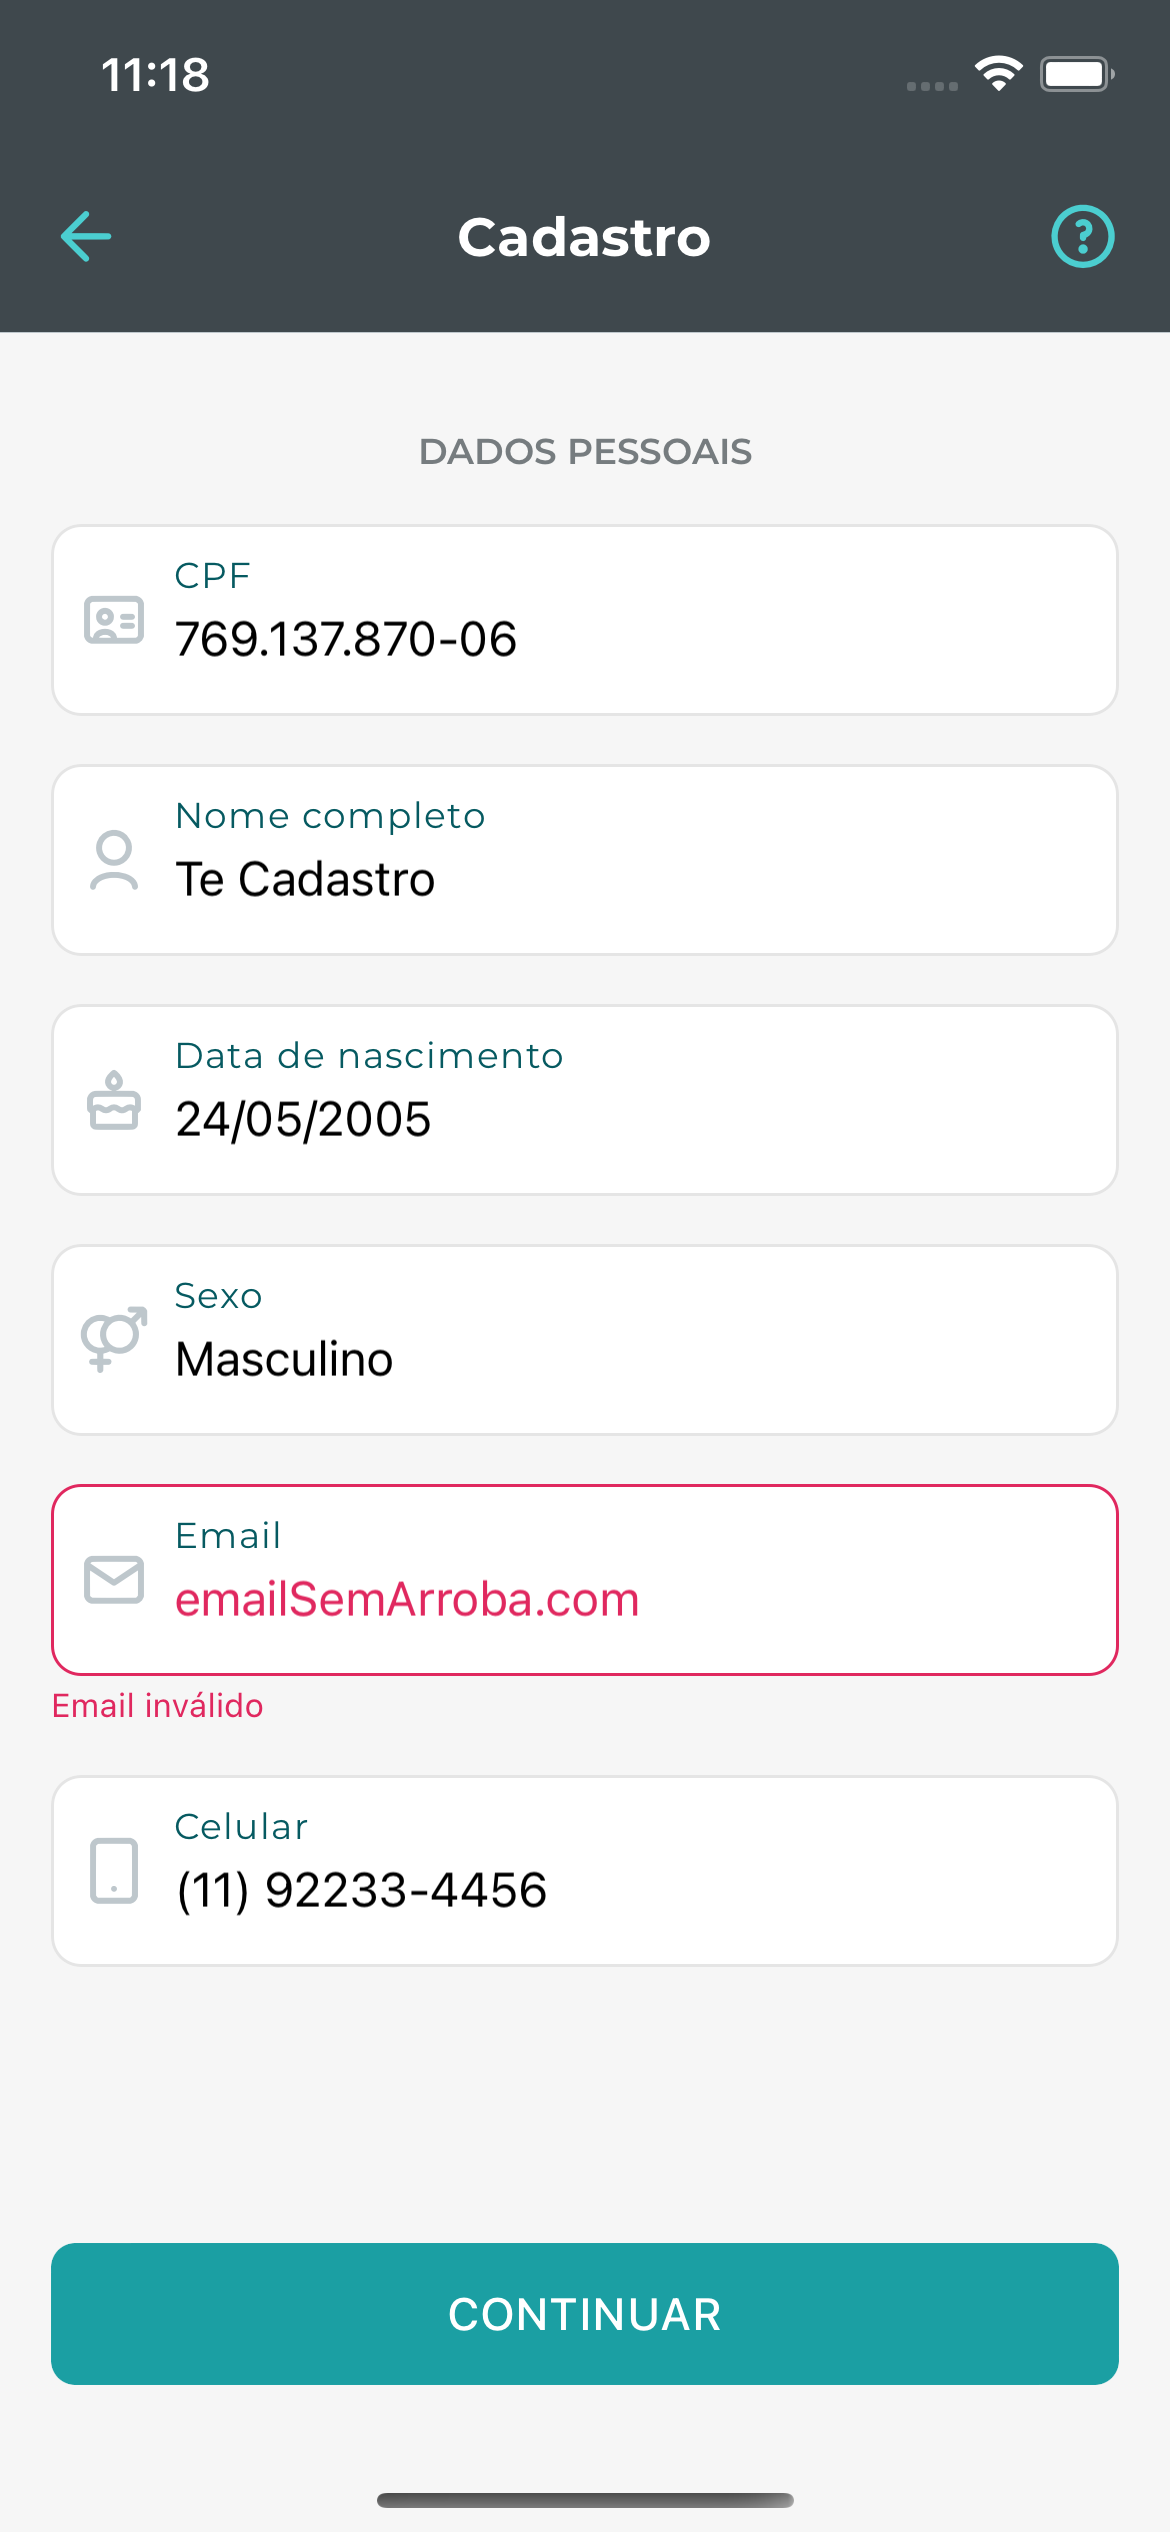 11:18
Cadastro
DADOS PESSOAIS
CPF
769.137.870-06
Nome completo
Te Cadastro
Data de nascimento
24/05/2005
Sexo
Masculino
Email
emailSemArroba.com
Email inválido
Celular
(11) 92233-4456
CONTINUAR